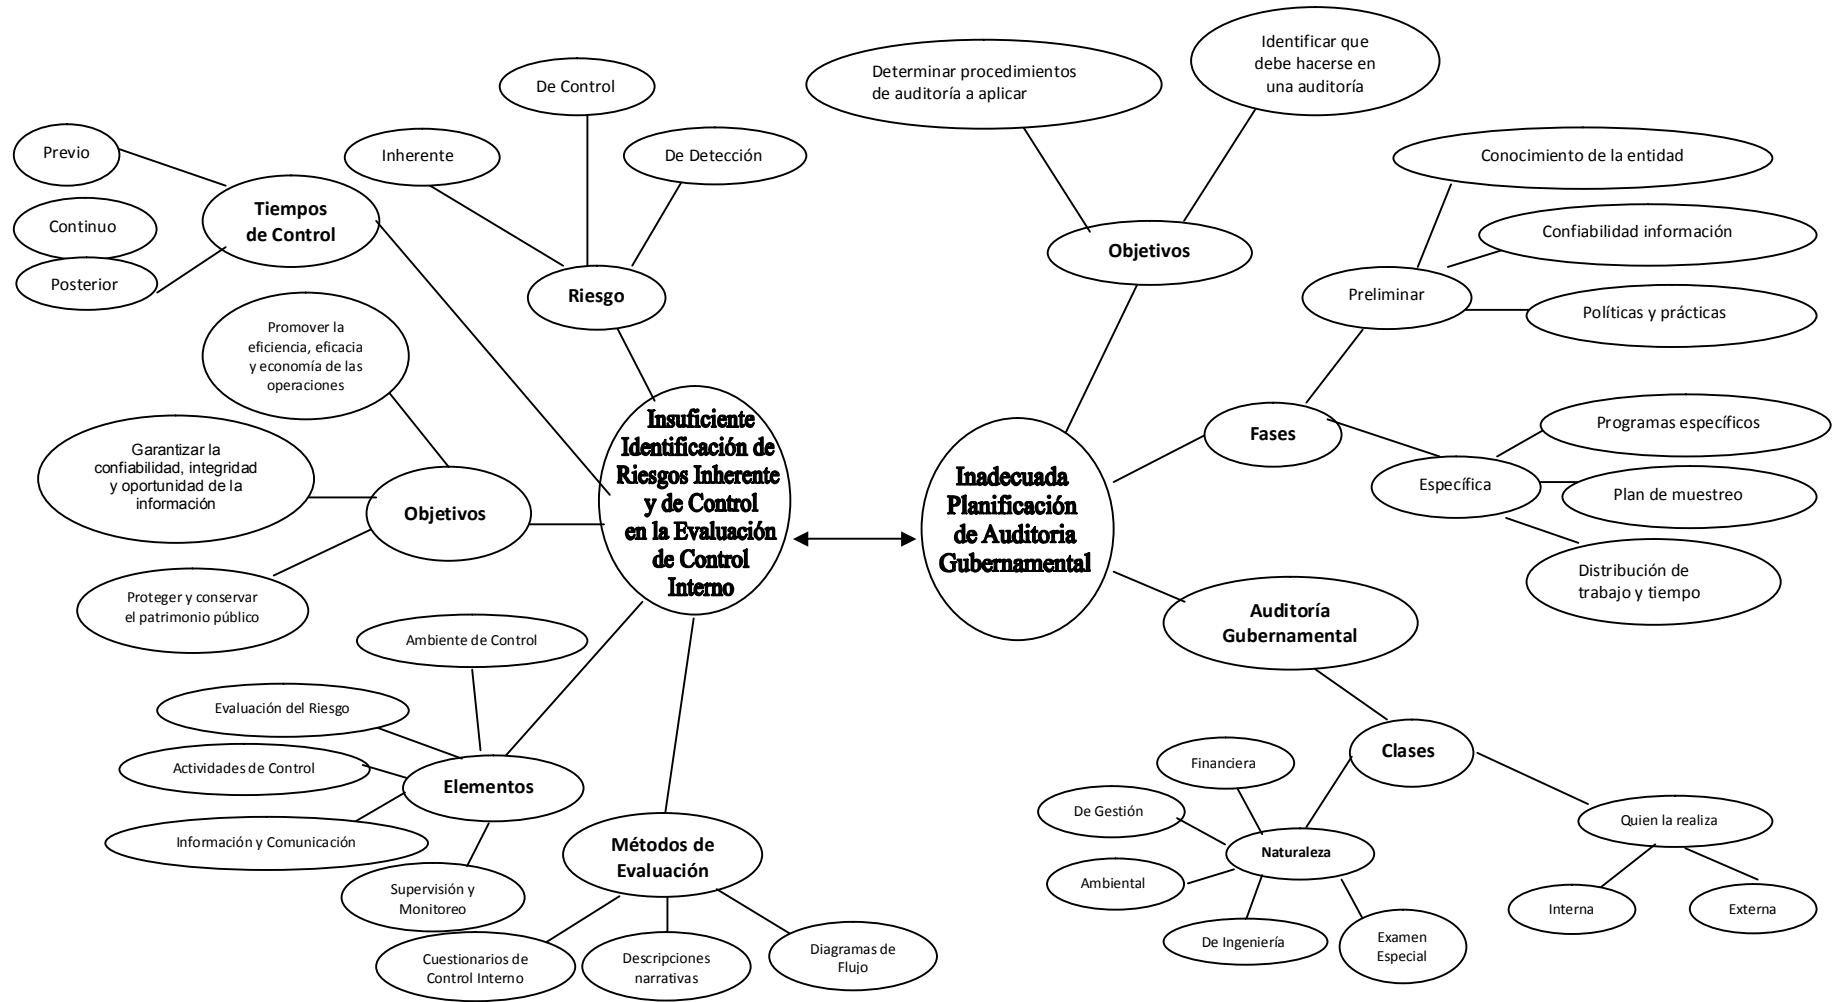 De Control
Inherente
De Detección
Previo
Continuo
Posterior
Tiempos
de Control
Riesgo
Promover la
eficiencia, eficacia
y economía de las
operaciones
Garantizar la
confiabilidad, integridad
y oportunidad de la
información
Objetivos
Proteger y conservar
el patrimonio público
Insuficiente
Identificación de
Riesgos Inherente
y de Control
en la Evaluación
de Control
Interno
Ambiente de Control
Evaluación del Riesgo
Actividades de Control
Información y Comunicación
Supervisión y
Monitoreo
Elementos
Métodos de
Evaluación
Cuestionarios de
Control Interno
Descripciones
narrativas
Diagramas de
Flujo
Determinar procedimientos
de auditoría a aplicar
Identificar que
debe hacerse en
una auditoría
Objetivos
Conocimiento de la entidad
Confiabilidad información
Políticas y prácticas
Preliminar
Fases
Específica
Programas específicos
Plan de muestreo
Distribución de
trabajo y tiempo
Inadecuada
Planificación
de Auditoria
Gubernamental
Auditoría
Gubernamental
Clases
Financiera
De Gestión
Naturaleza
Ambiental
De Ingeniería
Examen
Especial
Quien la realiza
Interna
Externa